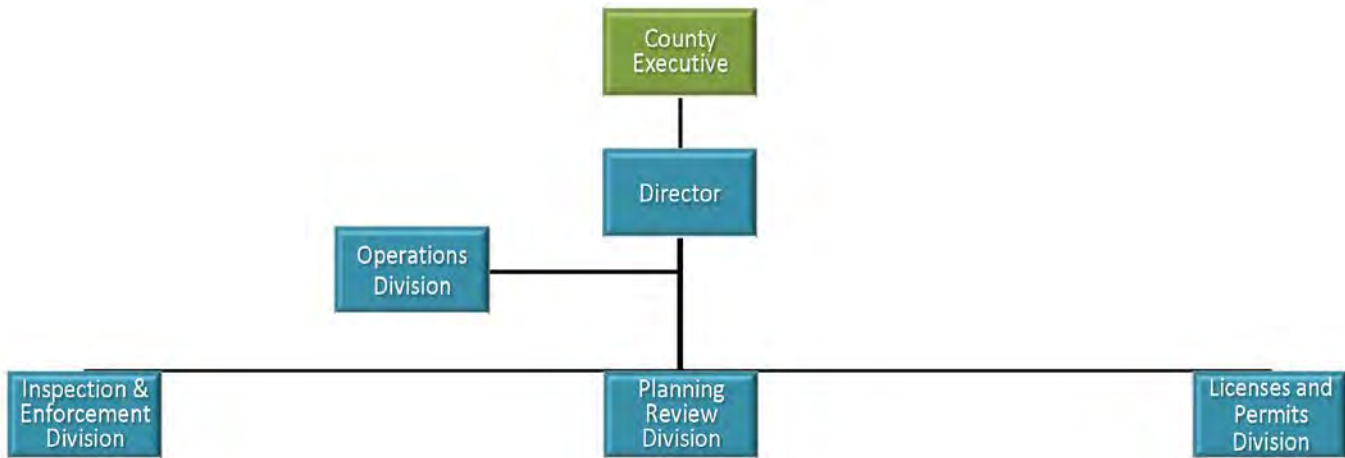 County
Executive
Director
Operations
Division
Inspection &
Enforcement
Division
Planning
Review
Division
Licenses and
Permits
Division